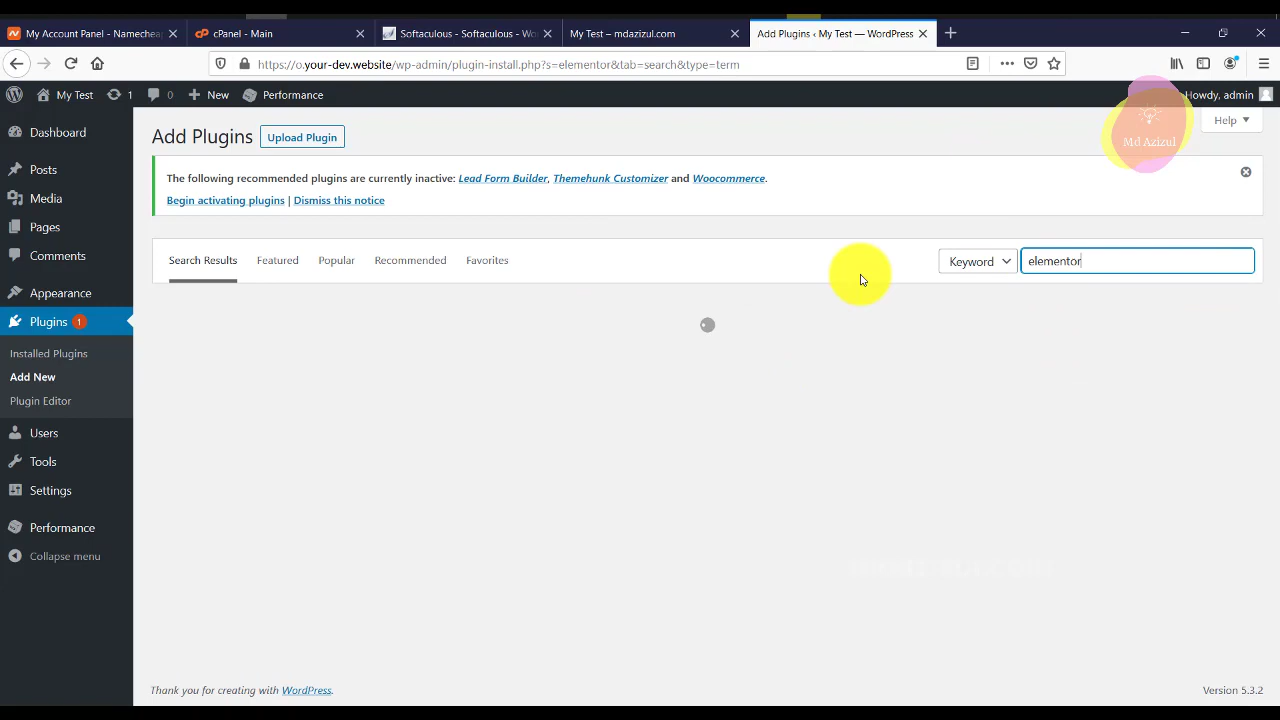 My Account Panel - Namecheap
cPanel - Main
Softaculous - Softaculous - Wo
My Test – mdazizul.com
Add Plugins ‹ My Test — WordPress
https://o.your-dev.website/wp-admin/plugin-install.php?s=elementor&tab=search&type=term
My Test
1
0
New
Performance
Howdy, admin
Md Azizul
Help
Dashboard
Posts
Media
Pages
Comments
Appearance
Plugins 1
Installed Plugins
Add New
Plugin Editor
Users
Tools
Settings
Performance
Collapse menu
Add Plugins
Upload Plugin
The following recommended plugins are currently inactive: Lead Form Builder, Themehunk Customizer and Woocommerce.
Begin activating plugins | Dismiss this notice
Search Results
Featured
Popular
Recommended
Favorites
Keyword
elementor
Thank you for creating with WordPress.
Version 5.3.2